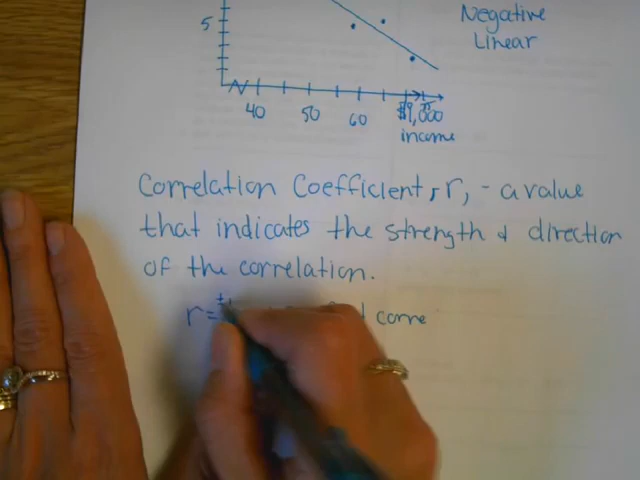 Negative
Linear
5
40 50 60 $1,000
income
Correlation Coefficient, r, - a value
that indicates the strength & direction
of the correlation.
r = ± corre